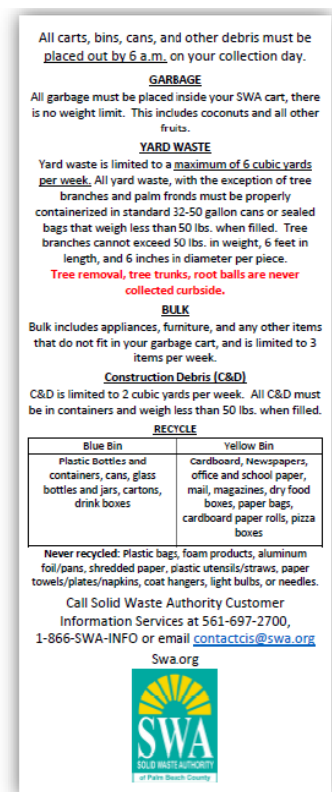 All carts, bins, cans, and other debris must be
placed out by 6 a.m. on your collection day.
GARBAGE
All garbage must be placed inside your SWA cart, there
is no weight limit. This includes coconuts and all other
fruits.
YARD WASTE
Yard waste is limited to a maximum of 6 cubic yards
per week. All yard waste, with the exception of tree
branches and palm fronds must be properly
containerized in standard 32-50 gallon cans or sealed
bags that weigh less than 50 lbs. when filled. Tree
branches cannot exceed 50 lbs. in weight, 6 feet in
length, and 6 inches in diameter per piece.
Tree removal, tree trunks, root balls are never
collected curbside.
BULK
Bulk includes appliances, furniture, and any other items
that do not fit in your garbage cart, and is limited to 3
items per week.
Construction Debris (C&D)
C&D is limited to 2 cubic yards per week. All C&D must
be in containers and weigh less than 50 lbs. when filled.
RECYCLE
Blue Bin
Plastic Bottles and
containers, cans, glass
bottles and jars, cartons,
drink boxes
Yellow Bin
Cardboard, Newspapers,
office and school paper,
mail, magazines, dry food
boxes, paper bags,
cardboard paper rolls, pizza
boxes
Never recycled: Plastic bags, foam products, aluminum
foil/pans, shredded paper, plastic utensils/straws, paper
towels/plates/napkins, coat hangers, light bulbs, or needles.
Call Solid Waste Authority Customer
Information Services at 561-697-2700,
1-866-SWA-INFO or email contactcis@swa.org
Swa.org
SWA
SOLID WASTE AUTHORITY
of Palm Beach County